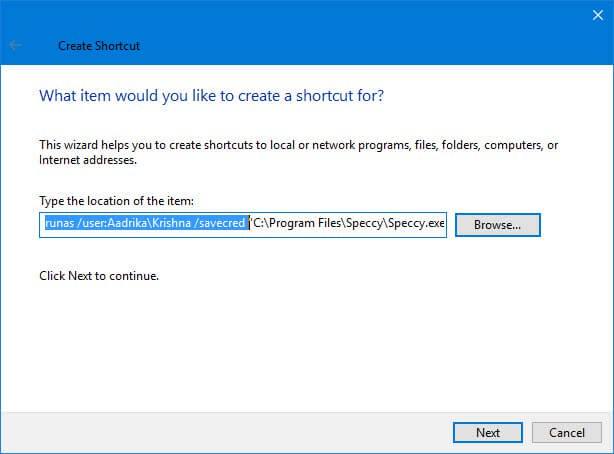 Create Shortcut
What item would you like to create a shortcut for?
This wizard helps you to create shortcuts to local or network programs, files, folders, computers, or
Internet addresses.
Type the location of the item:
runas /user:Aadrika\Krishna /savecred "C:\Program Files\Speccy\Speccy.exe
Browse...
Click Next to continue.
Next
Cancel